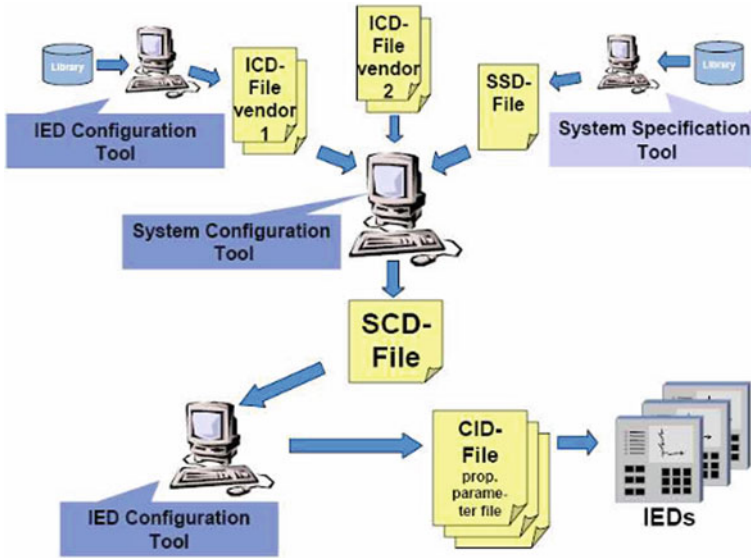 Library
IED Configuration
Tool
ICD-
File
vendor
1
ICD-
File
vendor
2
SSD-
File
Library
System Specification
Tool
System Configuration
Tool
SCD-
File
IED Configuration
Tool
CID-
File
prop.
parame-
ter file
IEDs